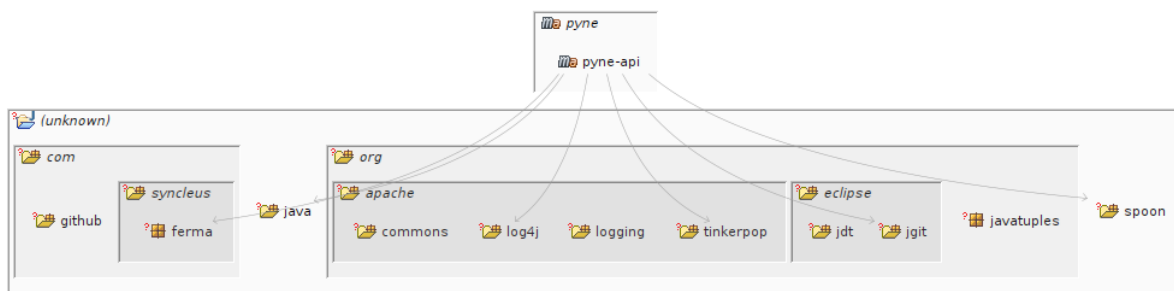 pyne
pyne-api
(unknown)
com
org
syncleus
apache
eclipse
github
ferma
java
commons
log4j
logging
tinkerpop
jdt
jgit
javatuples
spoon